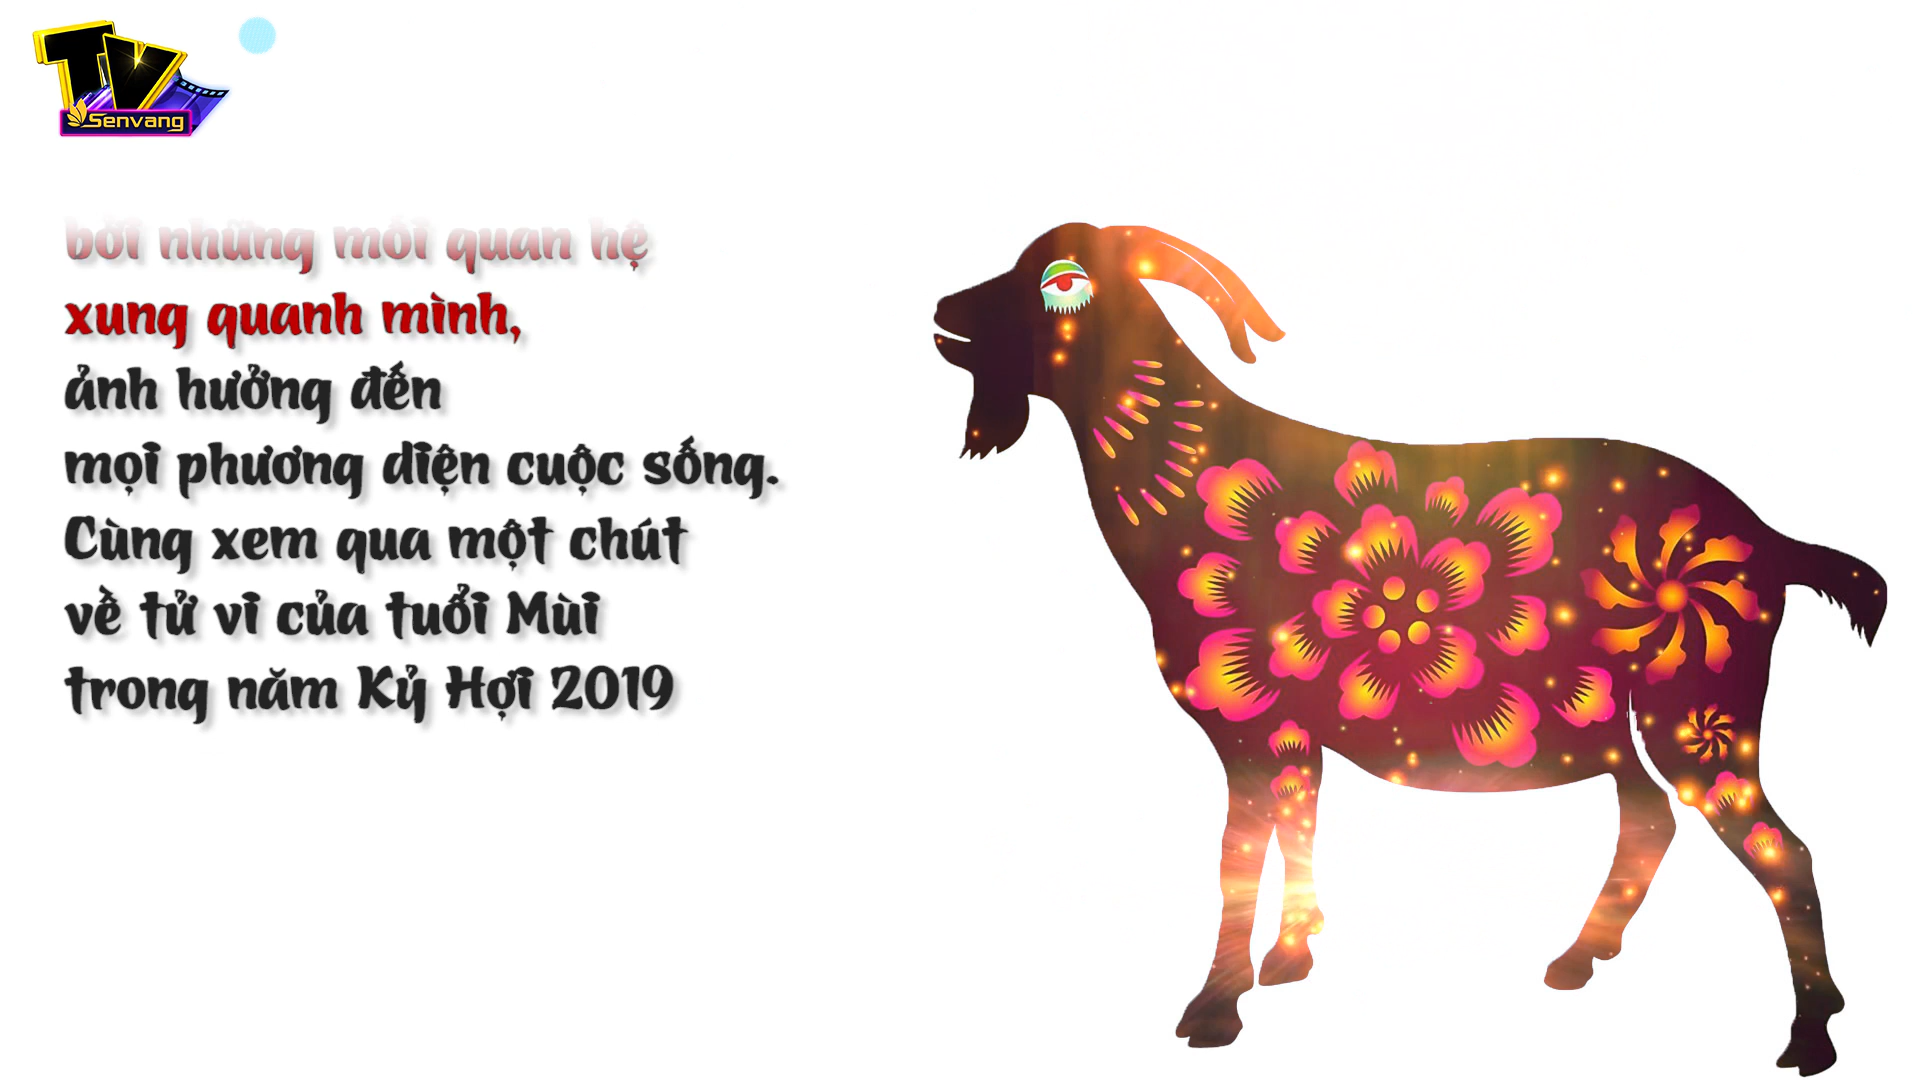 TV
Senvang
bởi những mối quan hệ
xung quanh mình,
ảnh hưởng đến
mọi phương diện cuộc sống.
Cùng xem qua một chút
về tử vi của tuổi Mùi
trong năm Kỷ Hợi 2019